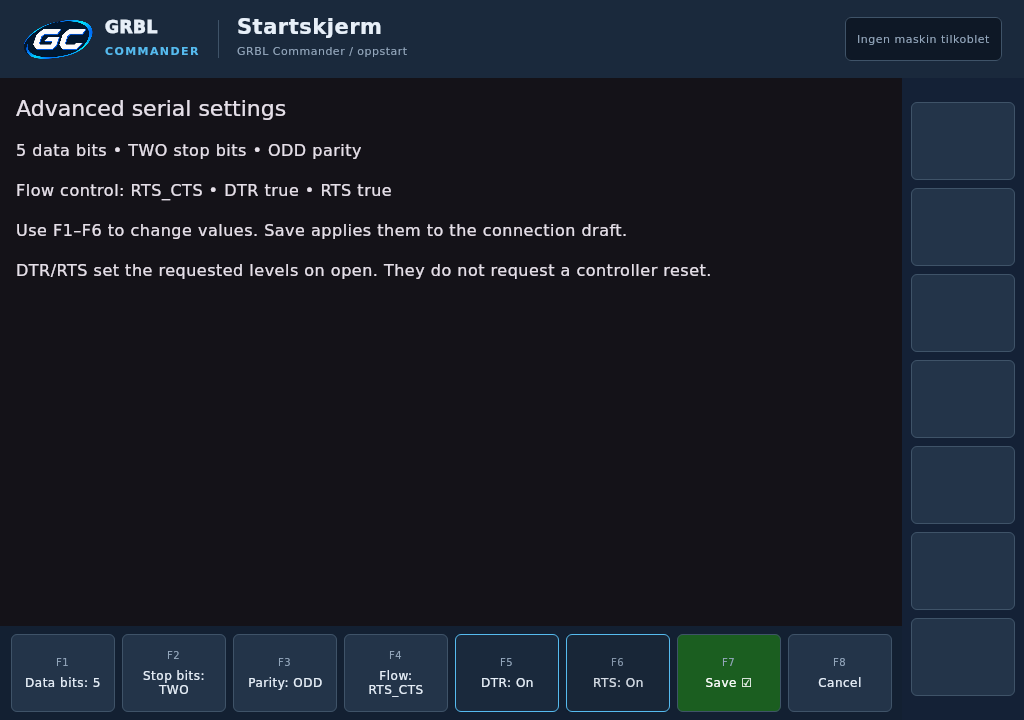 GC
GRBL
COMMANDER
Startskjerm
GRBL Commander / oppstart
Ingen maskin tilkoblet
Advanced serial settings
5 data bits • TWO stop bits • ODD parity
Flow control: RTS_CTS • DTR true • RTS true
Use F1–F6 to change values. Save applies them to the connection draft.
DTR/RTS set the requested levels on open. They do not request a controller reset.
F1
Data bits: 5
F2
Stop bits:
TWO
F3
Parity: ODD
F4
Flow:
RTS_CTS
F5
DTR: On
F6
RTS: On
F7
Save ☑
F8
Cancel